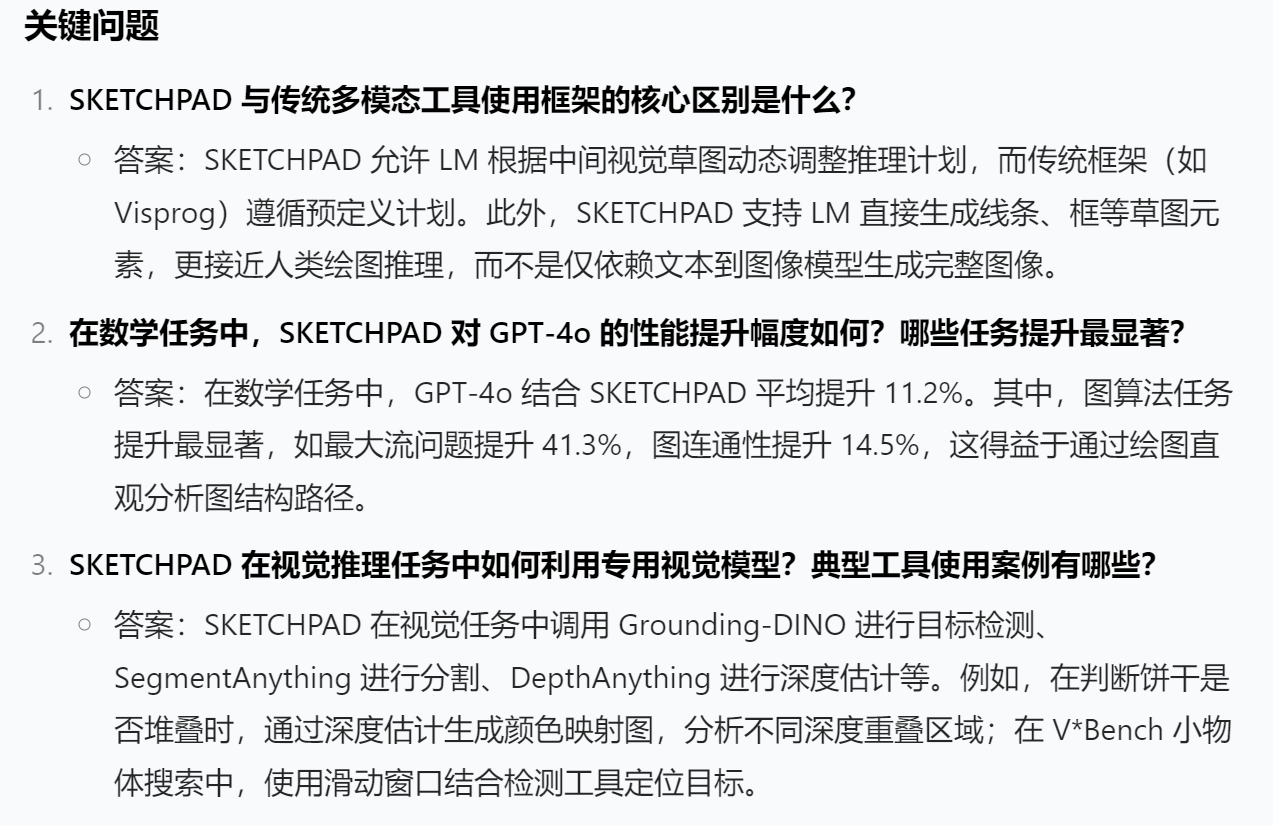 关键问题
1. SKETCHPAD 与传统多模态工具使用框架的核心区别是什么？
○ 答案：SKETCHPAD 允许 LM 根据中间视觉草图动态调整推理计划，而传统框架（如
Visprog）遵循预定义计划。此外，SKETCHPAD 支持 LM 直接生成线条、框等草图元
素，更接近人类绘图推理，而不是仅依赖文本到图像模型生成完整图像。
2. 在数学任务中，SKETCHPAD 对 GPT-4o 的性能提升幅度如何？哪些任务提升最显著？
○ 答案：在数学任务中，GPT-4o 结合 SKETCHPAD 平均提升 11.2%。其中，图算法任务
提升最显著，如最大流问题提升 41.3%，图连通性提升 14.5%，这得益于通过绘图直
观分析图结构路径。
3. SKETCHPAD 在视觉推理任务中如何利用专用视觉模型？典型工具使用案例有哪些？
○ 答案：SKETCHPAD 在视觉任务中调用 Grounding-DINO 进行目标检测、
SegmentAnything 进行分割、DepthAnything 进行深度估计等。例如，在判断饼干是
否堆叠时，通过深度估计生成颜色映射图，分析不同深度重叠区域；在 V*Bench 小物
体搜索中，使用滑动窗口结合检测工具定位目标。